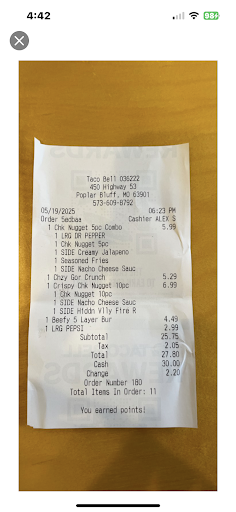 4:42
98
Taco Bell 036222
450 Highway 53
Poplar Bluff, MO 63901
573-609-8792
05/19/2025 06:23 PM
Order 5edbaa Cashier ALEX S
1 Chk Nugget 5pc Combo 5.99
1 LRG DR PEPPER
1 Chk Nugget 5pc
1 SIDE Creamy Jalapeno
1 Seasoned Fries
1 SIDE Nacho Cheese Sauc
1 Chzy Gor Crunch 5.29
1 Crispy Chk Nugget 10pc 6.99
1 Chk Nugget 10pc
1 SIDE Nacho Cheese Sauc
1 SIDE Hiddn Vlly Fire R
1 Beefy 5 Layer Bur 4.49
1 LRG PEPSI 2.99
Subtotal 25.75
Tax 2.05
Total 27.80
Cash 30.00
Change 2.20
Order Number 180
Total Items In Order: 11
You earned points!